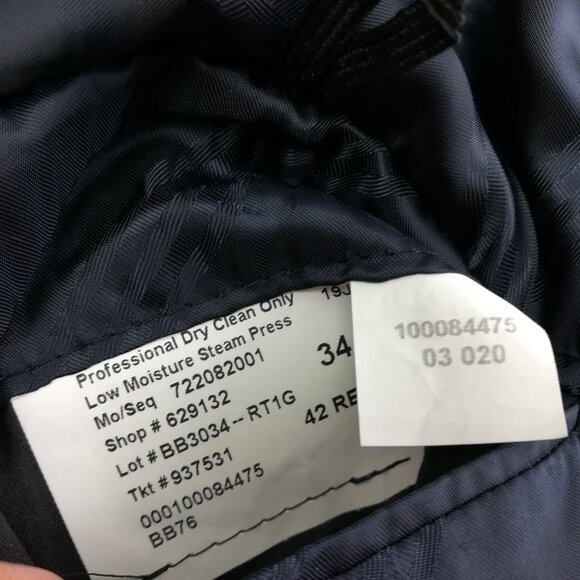 Professional Dry Clean Only 19J
Low Moisture Steam Press
Mo/Seq 722082001 34
Shop # 629132
Lot # BB3034-- RT1G 42 RE
Tkt # 937531
000100084475
BB76
100084475
03 020